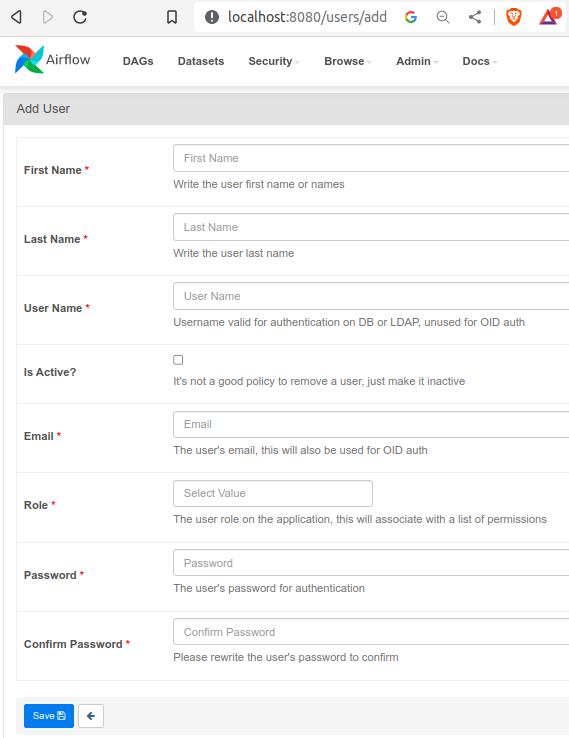 localhost:8080/users/add
1
Airflow DAGs Datasets Security Browse Admin Docs
Add User
First Name *
First Name
Write the user first name or names
Last Name *
Last Name
Write the user last name
User Name *
User Name
Username valid for authentication on DB or LDAP, unused for OID auth
Is Active?
It's not a good policy to remove a user, just make it inactive
Email *
Email
The user's email, this will also be used for OID auth
Role *
Select Value
The user role on the application, this will associate with a list of permissions
Password *
Password
The user's password for authentication
Confirm Password *
Confirm Password
Please rewrite the user's password to confirm
Save